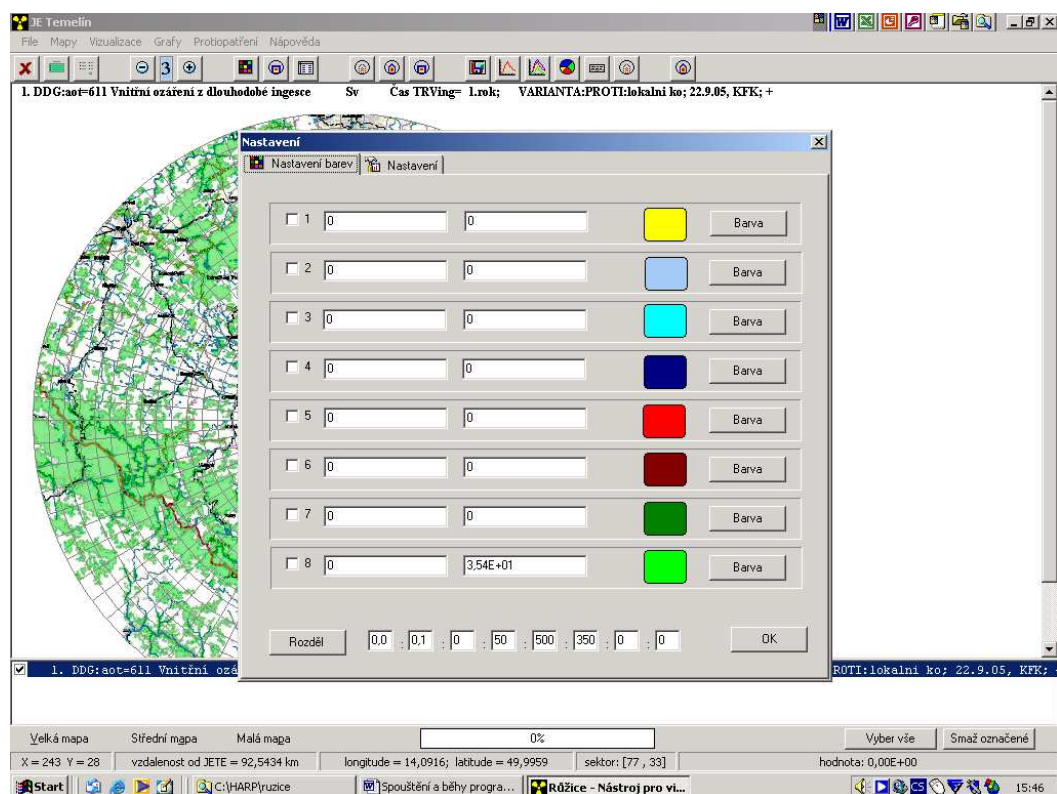 JE Temelín
File Mapy Vizualizace Grafy Protiopatření Nápověda
3
1. DDG:aot=611 Vnitřní ozáření z dlouhodobé ingesce Sv Čas TRVing= 1.rok; VARIANTA:PROTI:lokalni ko; 22.9.05, KFK; +
Nastavení
Nastavení barev Nastavení
1 0 0 Barva
2 0 0 Barva
3 0 0 Barva
4 0 0 Barva
5 0 0 Barva
6 0 0 Barva
7 0 0 Barva
8 0 3,54E+01 Barva
Rozděl 0,0 : 0,1 : 0 : 50 : 500 : 350 : 0 : 0 OK
1. DDG:aot=611 Vnitřní ozá ROTI:lokalni ko; 22.9.05, KFK;
Velká mapa Střední mapa Malá mapa 0% Vyber vše Smaž označené
X = 243 Y = 28 vzdalenost od JETE = 92,5434 km longitude = 14,0916; latitude = 49,9959 sektor: [77 , 33] hodnota: 0,00E+00
Start C:\HARP\ruzice Spouštění a běhy progra... Růžice - Nástroj pro vi... 15:46